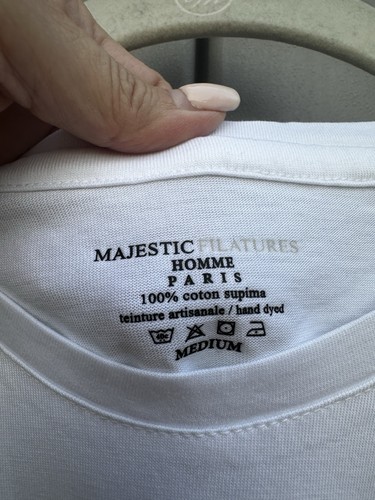 MAJESTIC FILATURES
HOMME
PARIS
100% coton supima
teinture artisanale / hand dyed
MEDIUM